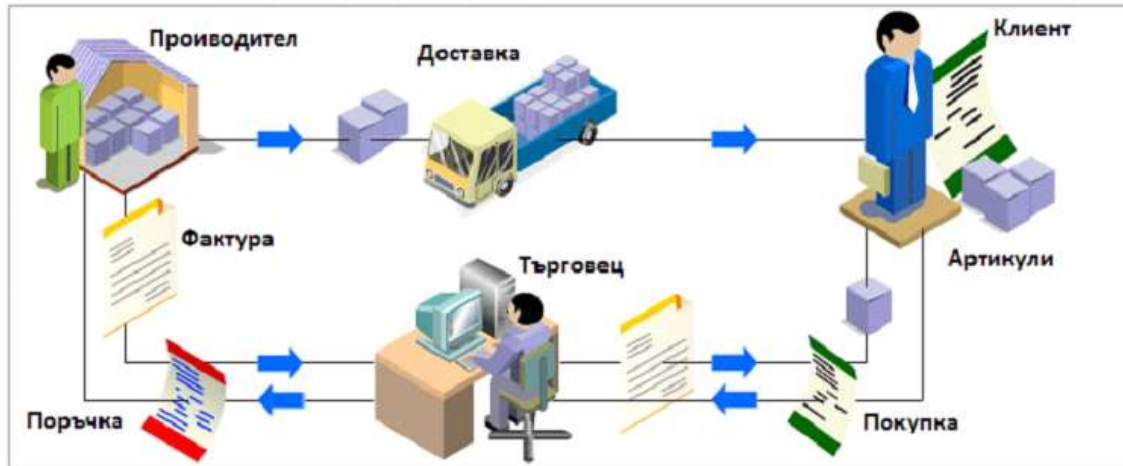 Проиводител
Доставка
Клиент
Фактура
Търговец
Артикули
Поръчка
Покупка